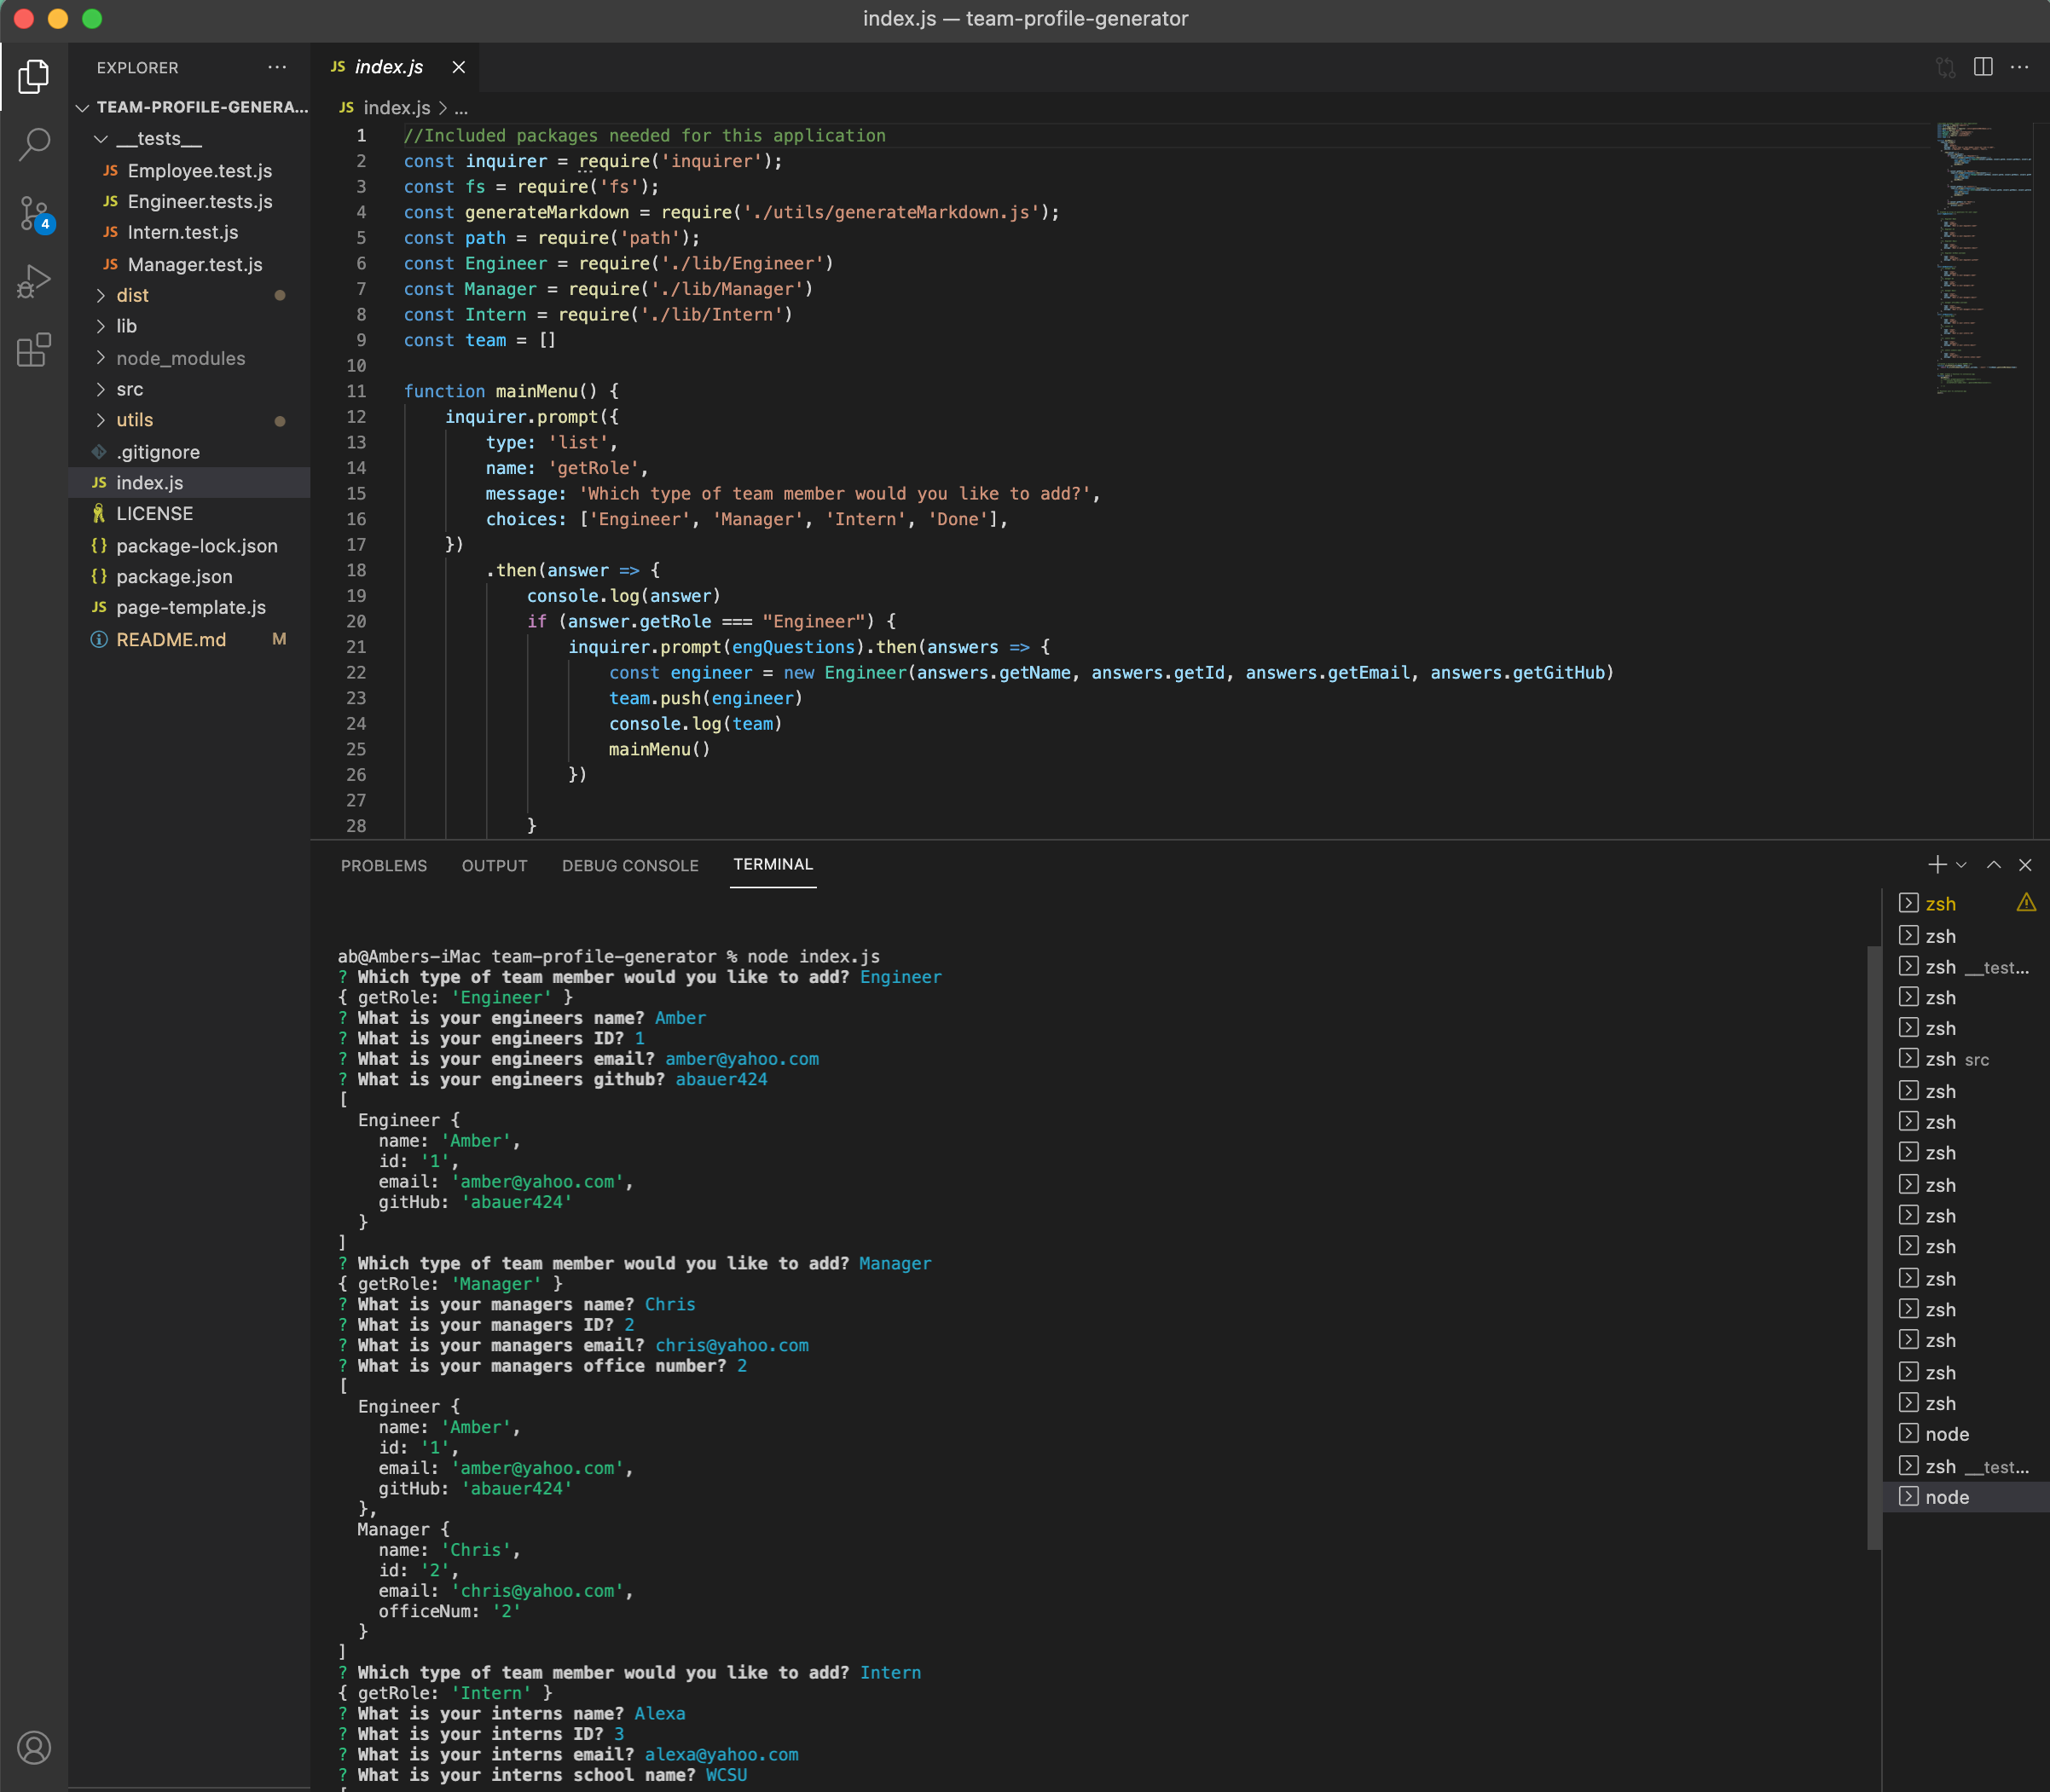 index.js — team-profile-generator
EXPLORER
TEAM-PROFILE-GENERA...
__tests__
JS Employee.test.js
JS Engineer.tests.js
JS Intern.test.js
JS Manager.test.js
dist
lib
node_modules
src
utils
.gitignore
JS index.js
LICENSE
{} package-lock.json
{} package.json
JS page-template.js
README.md M
4
JS index.js
JS index.js > ...
1 //Included packages needed for this application
2 const inquirer = require('inquirer');
3 const fs = require('fs');
4 const generateMarkdown = require('./utils/generateMarkdown.js');
5 const path = require('path');
6 const Engineer = require('./lib/Engineer')
7 const Manager = require('./lib/Manager')
8 const Intern = require('./lib/Intern')
9 const team = []
10
11 function mainMenu() {
12 inquirer.prompt({
13 type: 'list',
14 name: 'getRole',
15 message: 'Which type of team member would you like to add?',
16 choices: ['Engineer', 'Manager', 'Intern', 'Done'],
17 })
18 .then(answer => {
19 console.log(answer)
20 if (answer.getRole === "Engineer") {
21 inquirer.prompt(engQuestions).then(answers => {
22 const engineer = new Engineer(answers.getName, answers.getId, answers.getEmail, answers.getGitHub)
23 team.push(engineer)
24 console.log(team)
25 mainMenu()
26 })
27
28 }
PROBLEMS OUTPUT DEBUG CONSOLE TERMINAL
ab@Ambers-iMac team-profile-generator % node index.js
? Which type of team member would you like to add? Engineer
{ getRole: 'Engineer' }
? What is your engineers name? Amber
? What is your engineers ID? 1
? What is your engineers email? amber@yahoo.com
? What is your engineers github? abauer424
[
Engineer {
name: 'Amber',
id: '1',
email: 'amber@yahoo.com',
gitHub: 'abauer424'
}
]
? Which type of team member would you like to add? Manager
{ getRole: 'Manager' }
? What is your managers name? Chris
? What is your managers ID? 2
? What is your managers email? chris@yahoo.com
? What is your managers office number? 2
[
Engineer {
name: 'Amber',
id: '1',
email: 'amber@yahoo.com',
gitHub: 'abauer424'
},
Manager {
name: 'Chris',
id: '2',
email: 'chris@yahoo.com',
officeNum: '2'
}
]
? Which type of team member would you like to add? Intern
{ getRole: 'Intern' }
? What is your interns name? Alexa
? What is your interns ID? 3
? What is your interns email? alexa@yahoo.com
? What is your interns school name? WCSU
[
zsh
zsh
zsh __test...
zsh
zsh
zsh src
zsh
zsh
zsh
zsh
zsh
zsh
zsh
zsh
zsh
zsh
zsh
node
zsh __test...
node